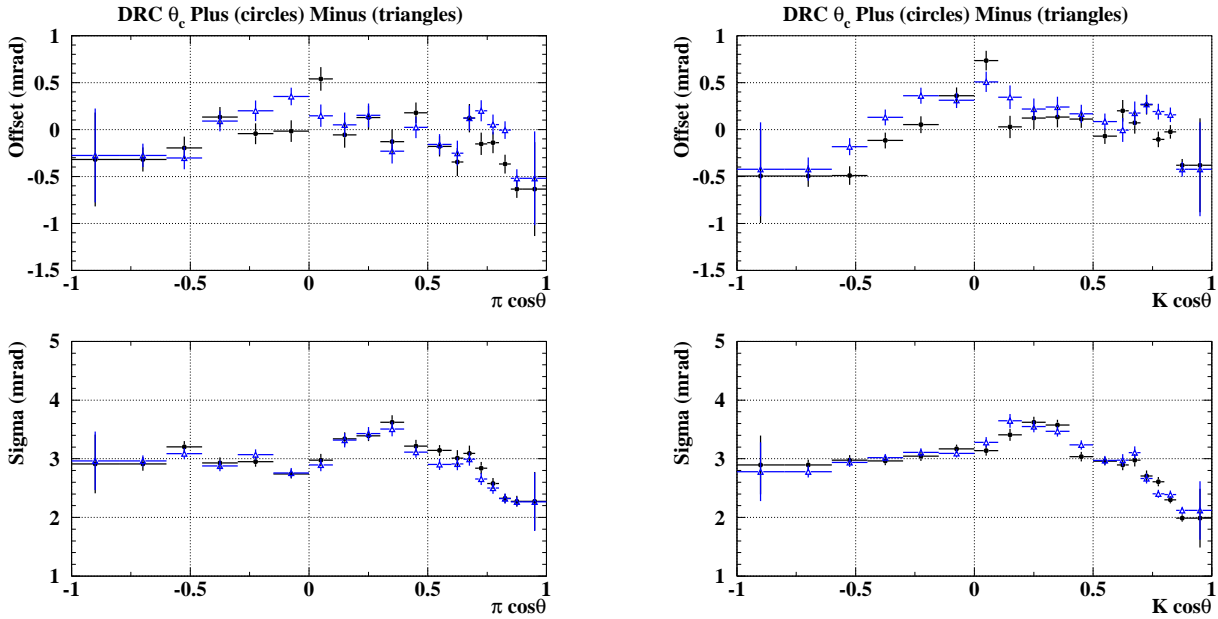 DRC θc Plus (circles) Minus (triangles)
Offset (mrad)
1
0.5
0
-0.5
-1
-1.5
-1 -0.5 0 0.5 1
π cosθ
DRC θc Plus (circles) Minus (triangles)
Offset (mrad)
1
0.5
0
-0.5
-1
-1.5
-1 -0.5 0 0.5 1
K cosθ
Sigma (mrad)
5
4
3
2
1
-1 -0.5 0 0.5 1
π cosθ
Sigma (mrad)
5
4
3
2
1
-1 -0.5 0 0.5 1
K cosθ